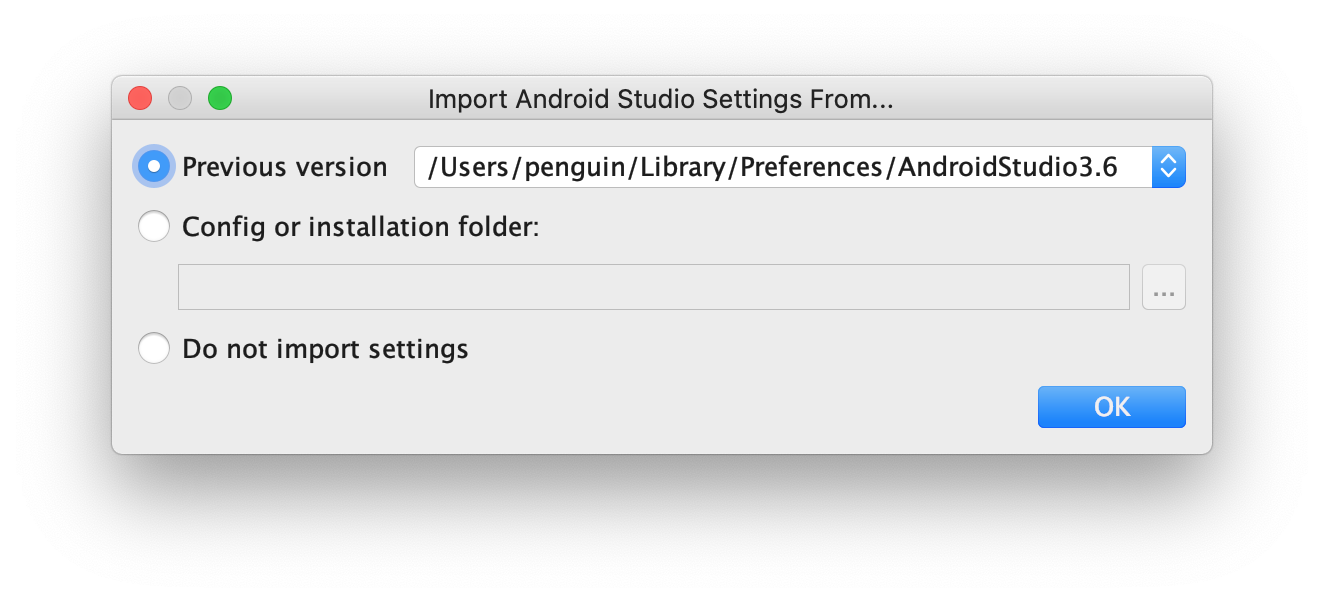 Import Android Studio Settings From...
Previous version /Users/penguin/Library/Preferences/AndroidStudio3.6
Config or installation folder:
...
Do not import settings
OK